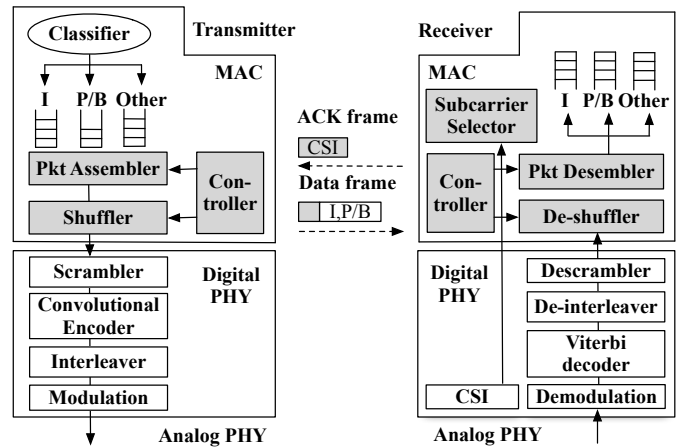 Classifier
Transmitter
MAC
I P/B Other
Pkt Assembler
Con-
troller
Shuffler
Scrambler
Digital
PHY
Convolutional
Encoder
Interleaver
Modulation
Analog PHY
ACK frame
CSI
Data frame
I,P/B
Receiver
MAC
I P/B Other
Subcarrier
Selector
Con-
troller
Pkt Desembler
De-shuffler
Digital
PHY
Descrambler
De-interleaver
Viterbi
decoder
CSI
Demodulation
Analog PHY